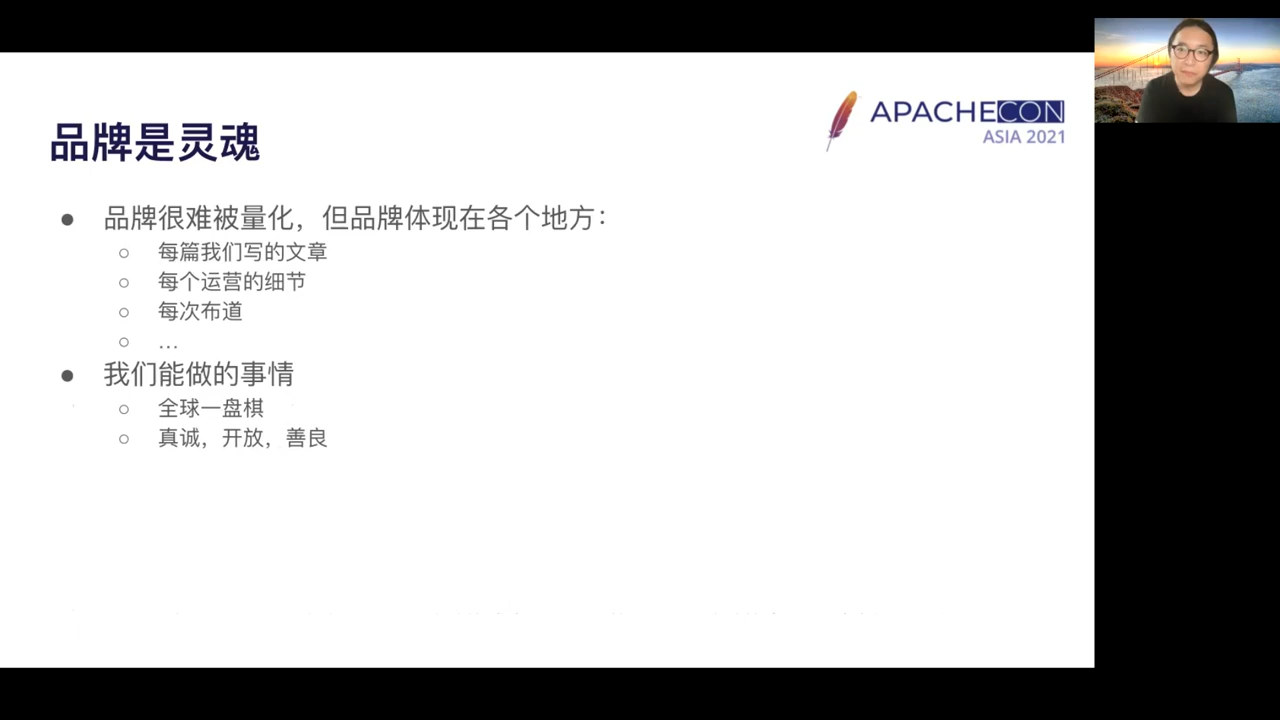 APACHECON
ASIA 2021
品牌是灵魂
● 品牌很难被量化，但品牌体现在各个地方：
○ 每篇我们写的文章
○ 每个运营的细节
○ 每次布道
○ …
● 我们能做的事情
○ 全球一盘棋
○ 真诚，开放，善良